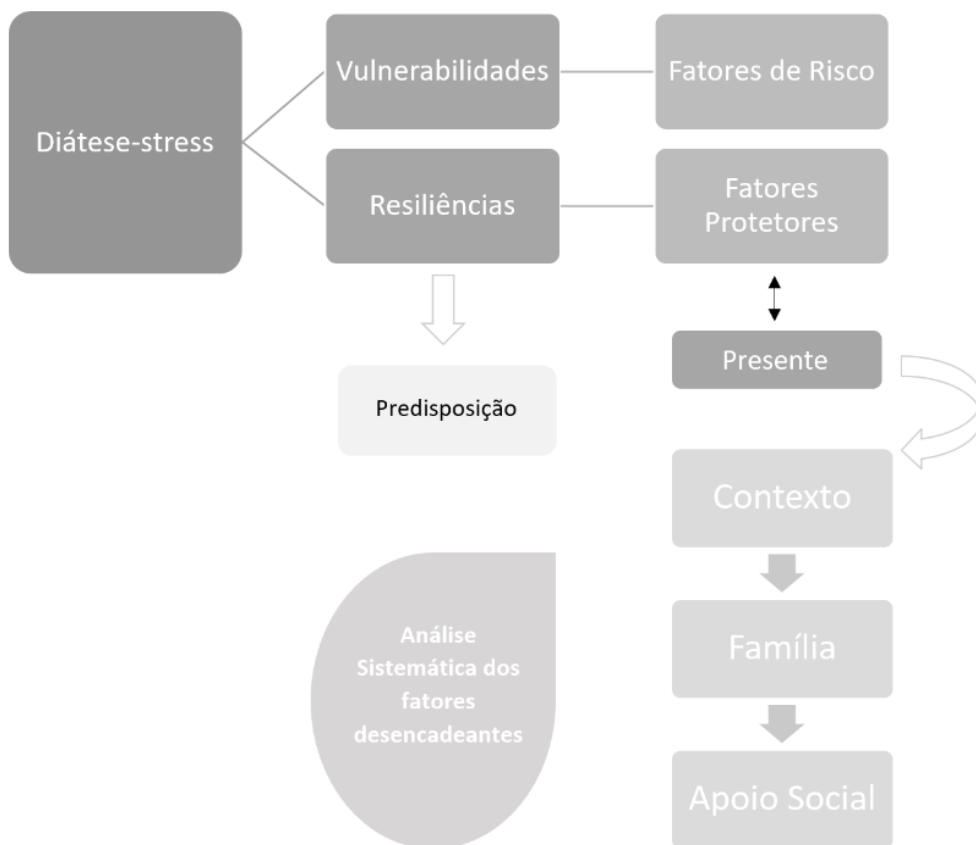 Diátese-stress
Vulnerabilidades
Fatores de Risco
Resiliências
Fatores
Protetores
Predisposição
Presente
Contexto
Família
Apoio Social
Análise
Sistemática dos
fatores
desencadeantes